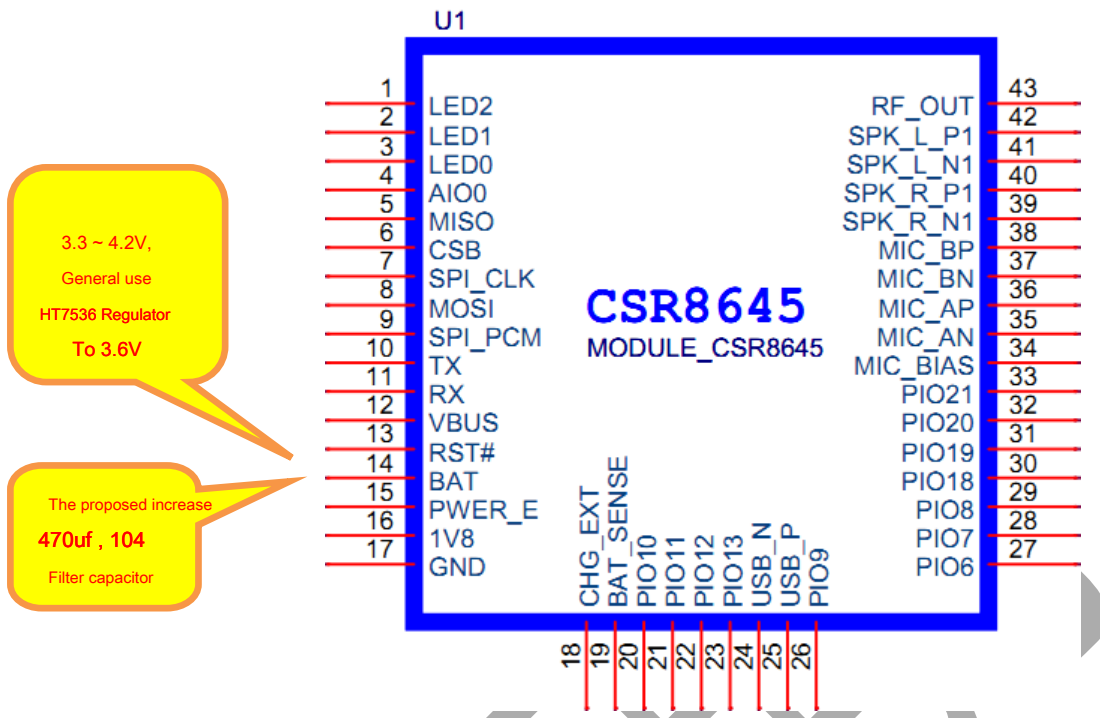 U1
3.3 ~ 4.2V,
General use
HT7536 Regulator
To 3.6V
The proposed increase
470uf , 104
Filter capacitor
1 LED2
2 LED1
3 LED0
4 AIO0
5 MISO
6 CSB
7 SPI_CLK
8 MOSI
9 SPI_PCM
10 TX
11 RX
12 VBUS
13 RST#
14 BAT
15 PWER_E
16 1V8
17 GND
CSR8645
MODULE_CSR8645
RF_OUT 43
SPK_L_P1 42
SPK_L_N1 41
SPK_R_P1 40
SPK_R_N1 39
MIC_BP 38
MIC_BN 37
MIC_AP 36
MIC_AN 35
MIC_BIAS 34
PIO21 33
PIO20 32
PIO19 31
PIO18 30
PIO8 29
PIO7 28
PIO6 27
CHG_EXT 18
BAT_SENSE 19
PIO10 20
PIO11 21
PIO12 22
PIO13 23
USB_N 24
USB_P 25
PIO9 26